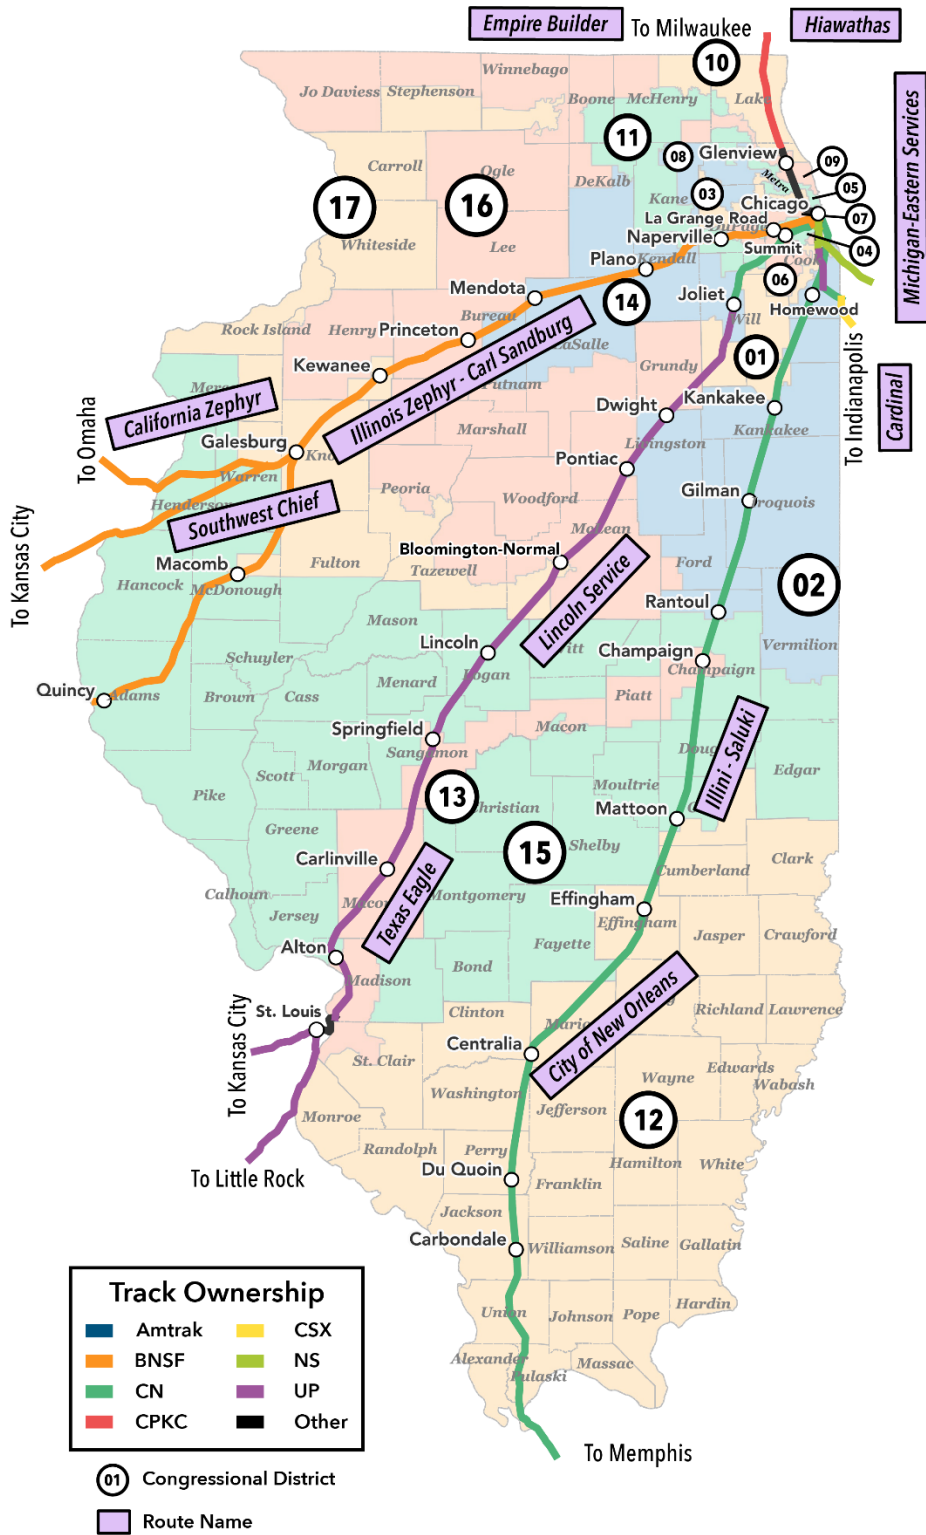 Empire Builder
To Milwaukee
Hiawathas
10
Winnebago
Jo Daviess
Stephenson
Boone
McHenry
Lake
Michigan-Eastern Services
11
08
Glenview
09
Carroll
Ogle
DeKalb
Metra
05
17
16
Kane
03
Chicago
07
La Grange Road
DuPage
Whiteside
Lee
Naperville
Summit
04
Plano
Kendall
Cook
06
Mendota
14
Joliet
Homewood
Bureau
Will
Rock Island
Henry
Princeton
LaSalle
01
To Indianapolis
Kewanee
Grundy
Illinois Zephyr - Carl Sandburg
Putnam
Cardinal
California Zephyr
Dwight
Kankakee
Marshall
Kankakee
Galesburg
Livingston
To Omaha
Pontiac
Warren
Peoria
Gilman
Woodford
Henderson
Southwest Chief
McLean
To Kansas City
Bloomington-Normal
Macomb
Fulton
Tazewell
Ford
02
Hancock
McDonough
Lincoln Service
Rantoul
Mason
Lincoln
Champaign
Vermilion
Schuyler
Logan
Champaign
Quincy
Adams
Brown
Cass
Menard
Piatt
Springfield
Macon
Illini - Saluki
Sangamon
Morgan
Scott
Edgar
Pike
13
Christian
Moultrie
Mattoon
Greene
15
Shelby
Carlinville
Clark
Cumberland
Calhoun
Texas Eagle
Montgomery
Effingham
Jersey
Effingham
Jasper
Crawford
Alton
Fayette
Madison
Bond
City of New Orleans
St. Louis
Clinton
Richland
Lawrence
To Kansas City
Centralia
St. Clair
Wayne
Edwards
Wabash
Washington
Monroe
Jefferson
12
Randolph
Perry
Hamilton
White
To Little Rock
Du Quoin
Franklin
Jackson
Carbondale
Williamson
Saline
Gallatin
Track Ownership
Amtrak
CSX
BNSF
NS
CN
UP
CPKC
Other
Union
Johnson
Pope
Hardin
Alexander
Massac
Pulaski
To Memphis
01
Congressional District
Route Name